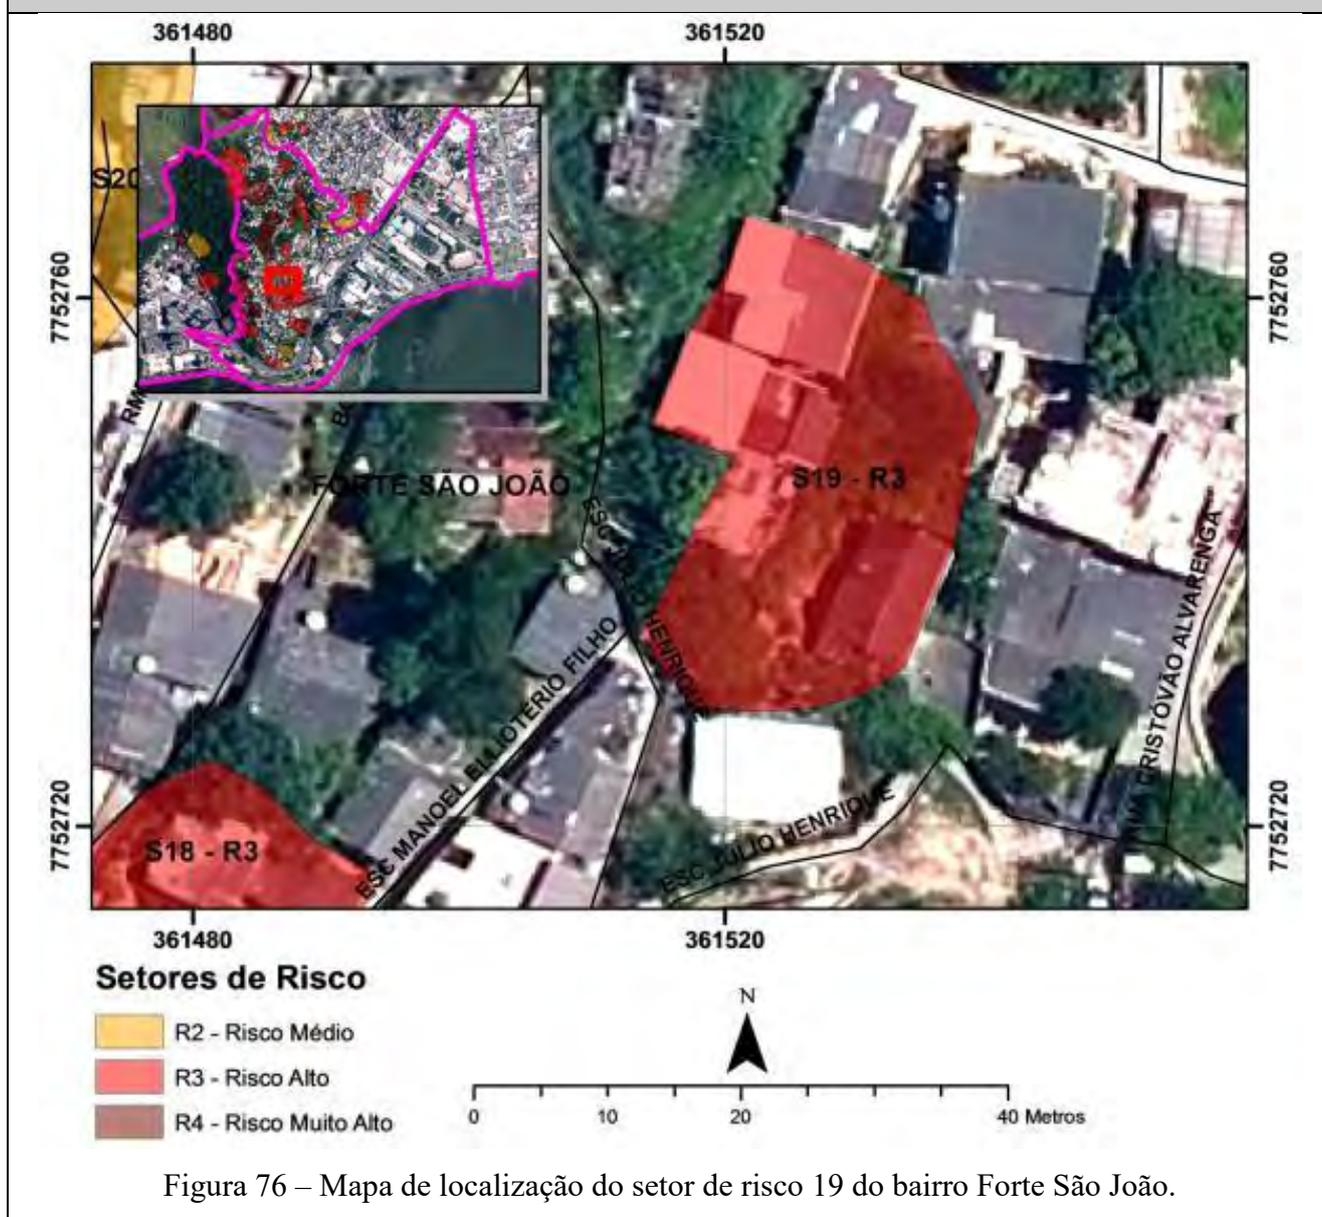 361480
361520
7752760
7752760
S20
FORTE SÃO JOÃO
S19 - R3
ESC JULIO HENRIQUE
ESC MANOEL ELIOTERIO FILHO
CRISTÓVÃO ALVARENGA
7752720
7752720
S18 - R3
ESC JULIO HENRIQUE
361480
361520
Setores de Risco
R2 - Risco Médio
R3 - Risco Alto
R4 - Risco Muito Alto
N
0 10 20 40 Metros
Figura 76 – Mapa de localização do setor de risco 19 do bairro Forte São João.